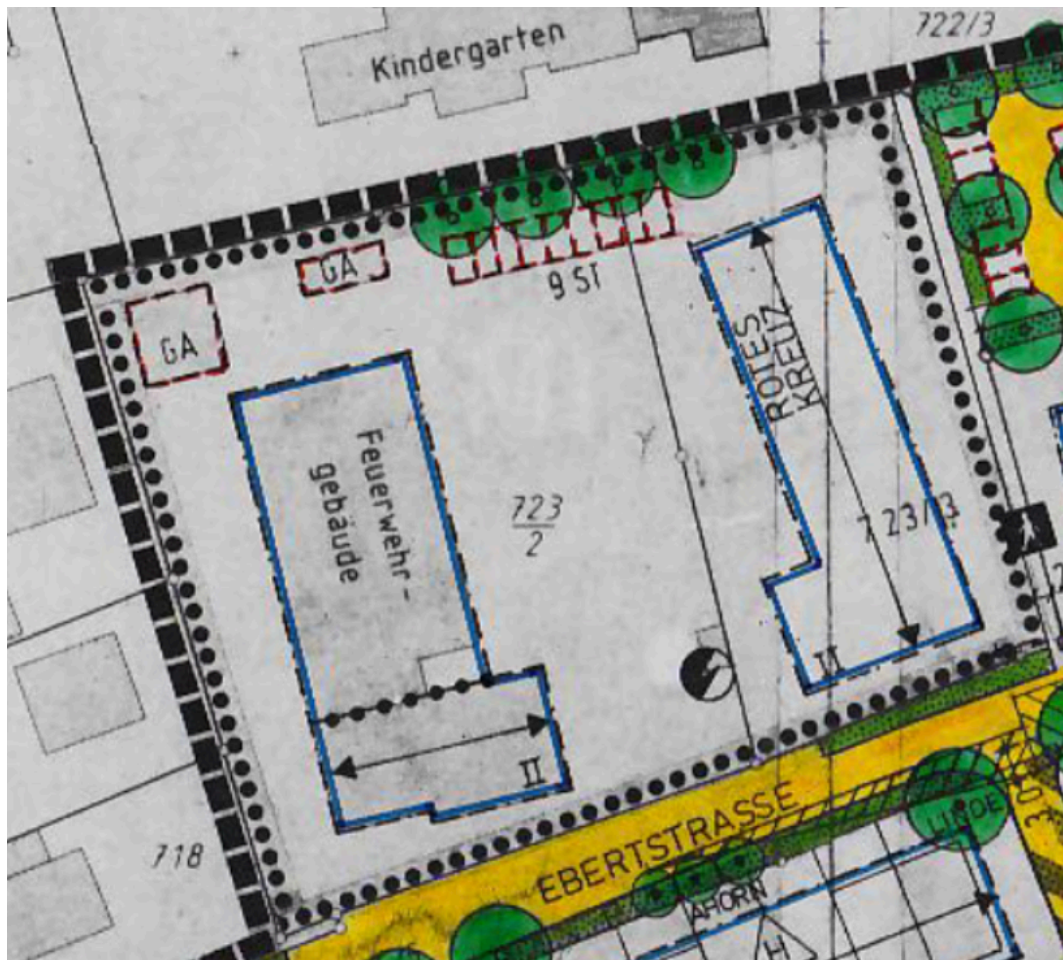 722/3
Kindergarten
GA
GA
9 ST
ROTES
KREUZ
Feuerwehr-
gebäude
723
2
723/3
II
II
718
EBERTSTRASSE
LINDE
AHORN
H